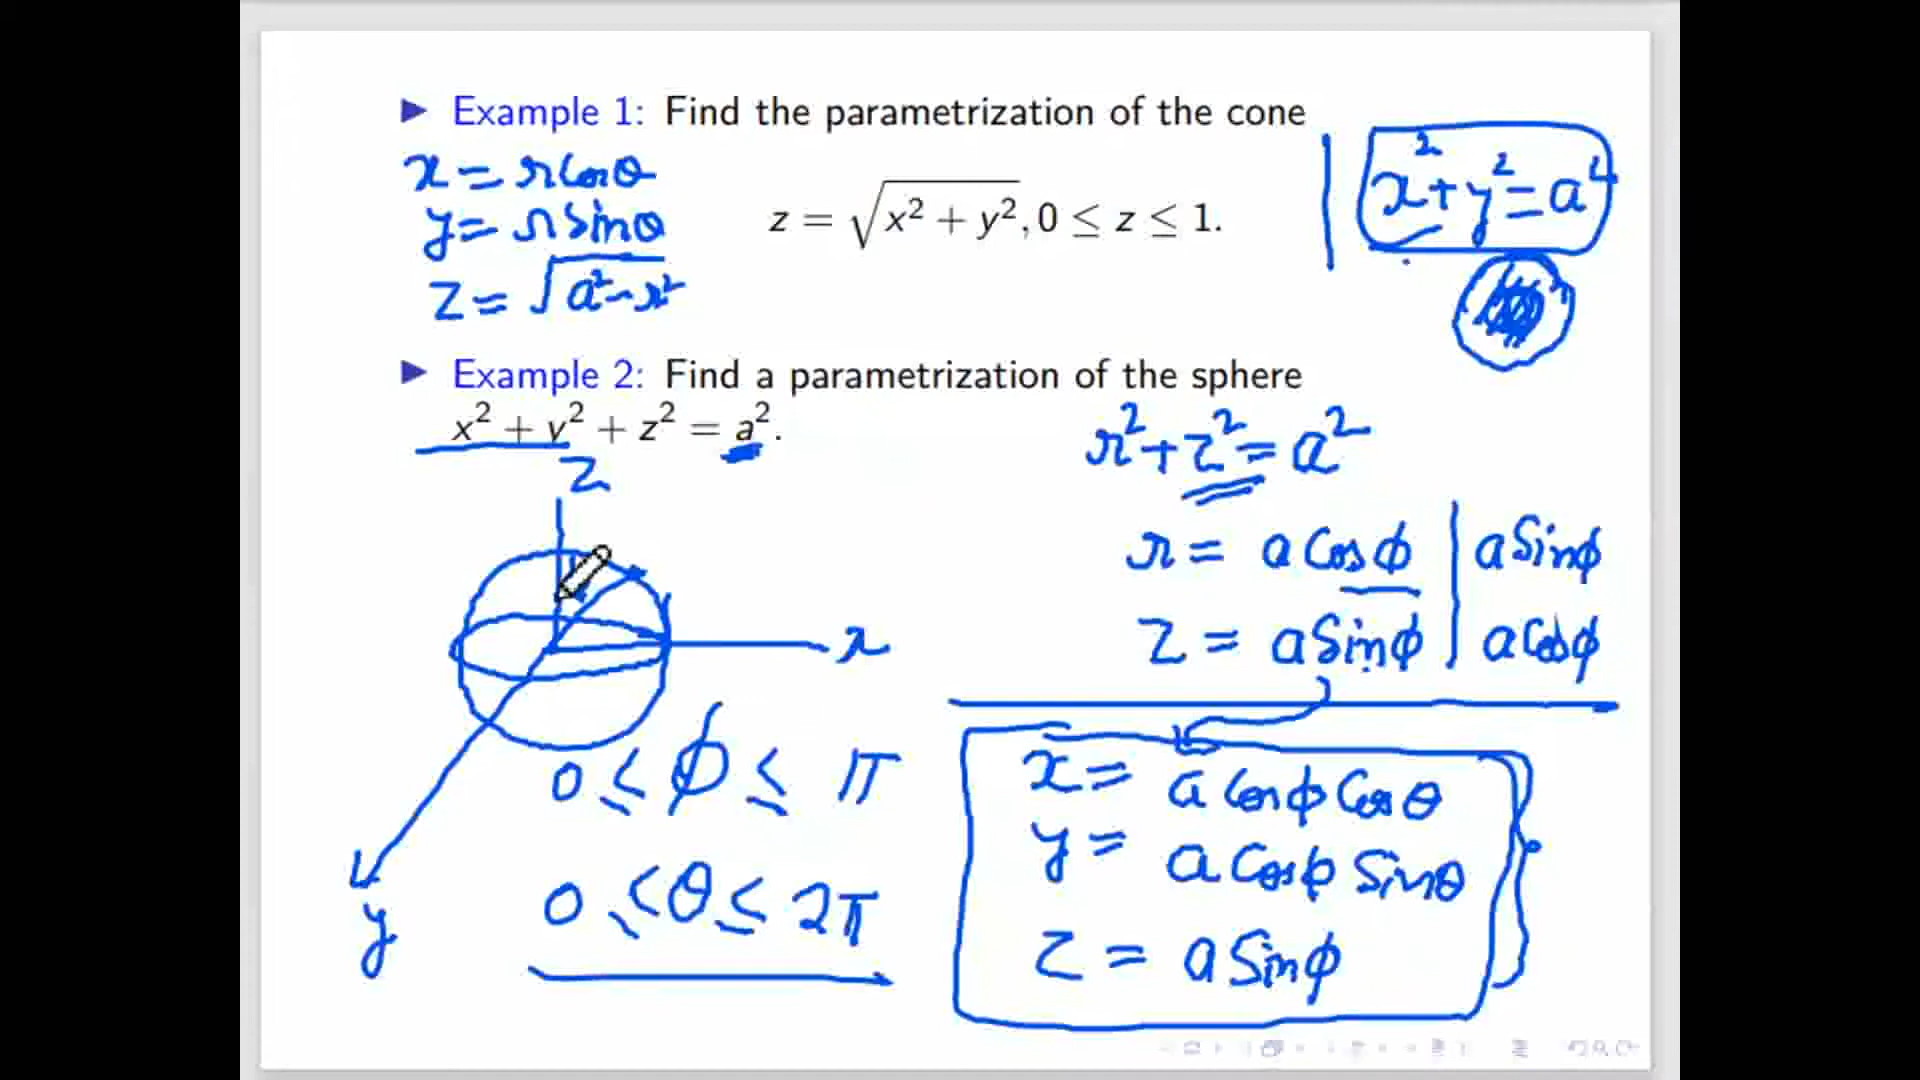 ▶ Example 1: Find the parametrization of the cone
x = r cos θ
y = r sin θ
z = √(a² − r²)
z = √(x² + y²), 0 ≤ z ≤ 1.
x² + y² = a²
▶ Example 2: Find a parametrization of the sphere
x² + y² + z² = a².
r² + z² = a²
r = a cos φ | a sin φ
z = a sin φ | a cos φ
z
x
y
0 ≤ φ ≤ π
0 ≤ θ ≤ 2π
x = a cos φ cos θ
y = a cos φ sin θ
z = a sin φ